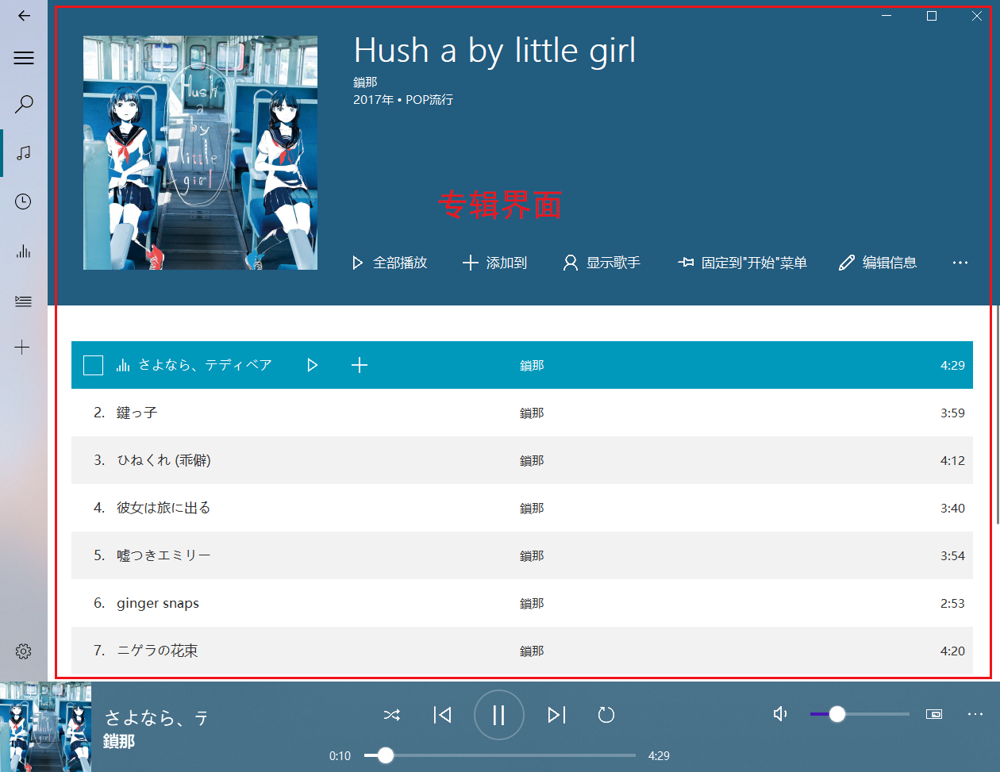 Hush a by little girl
鎖那
2017年 • POP流行
Hush
a
by
little
girl
专辑界面
全部播放 添加到 显示歌手 固定到"开始"菜单 编辑信息
さよなら、テディベア 鎖那 4:29
2. 鍵っ子 鎖那 3:59
3. ひねくれ (乖僻) 鎖那 4:12
4. 彼女は旅に出る 鎖那 3:40
5. 嘘つきエミリー 鎖那 3:54
6. ginger snaps 鎖那 2:53
7. ニゲラの花束 鎖那 4:20
さよなら、テ
鎖那
0:10 4:29